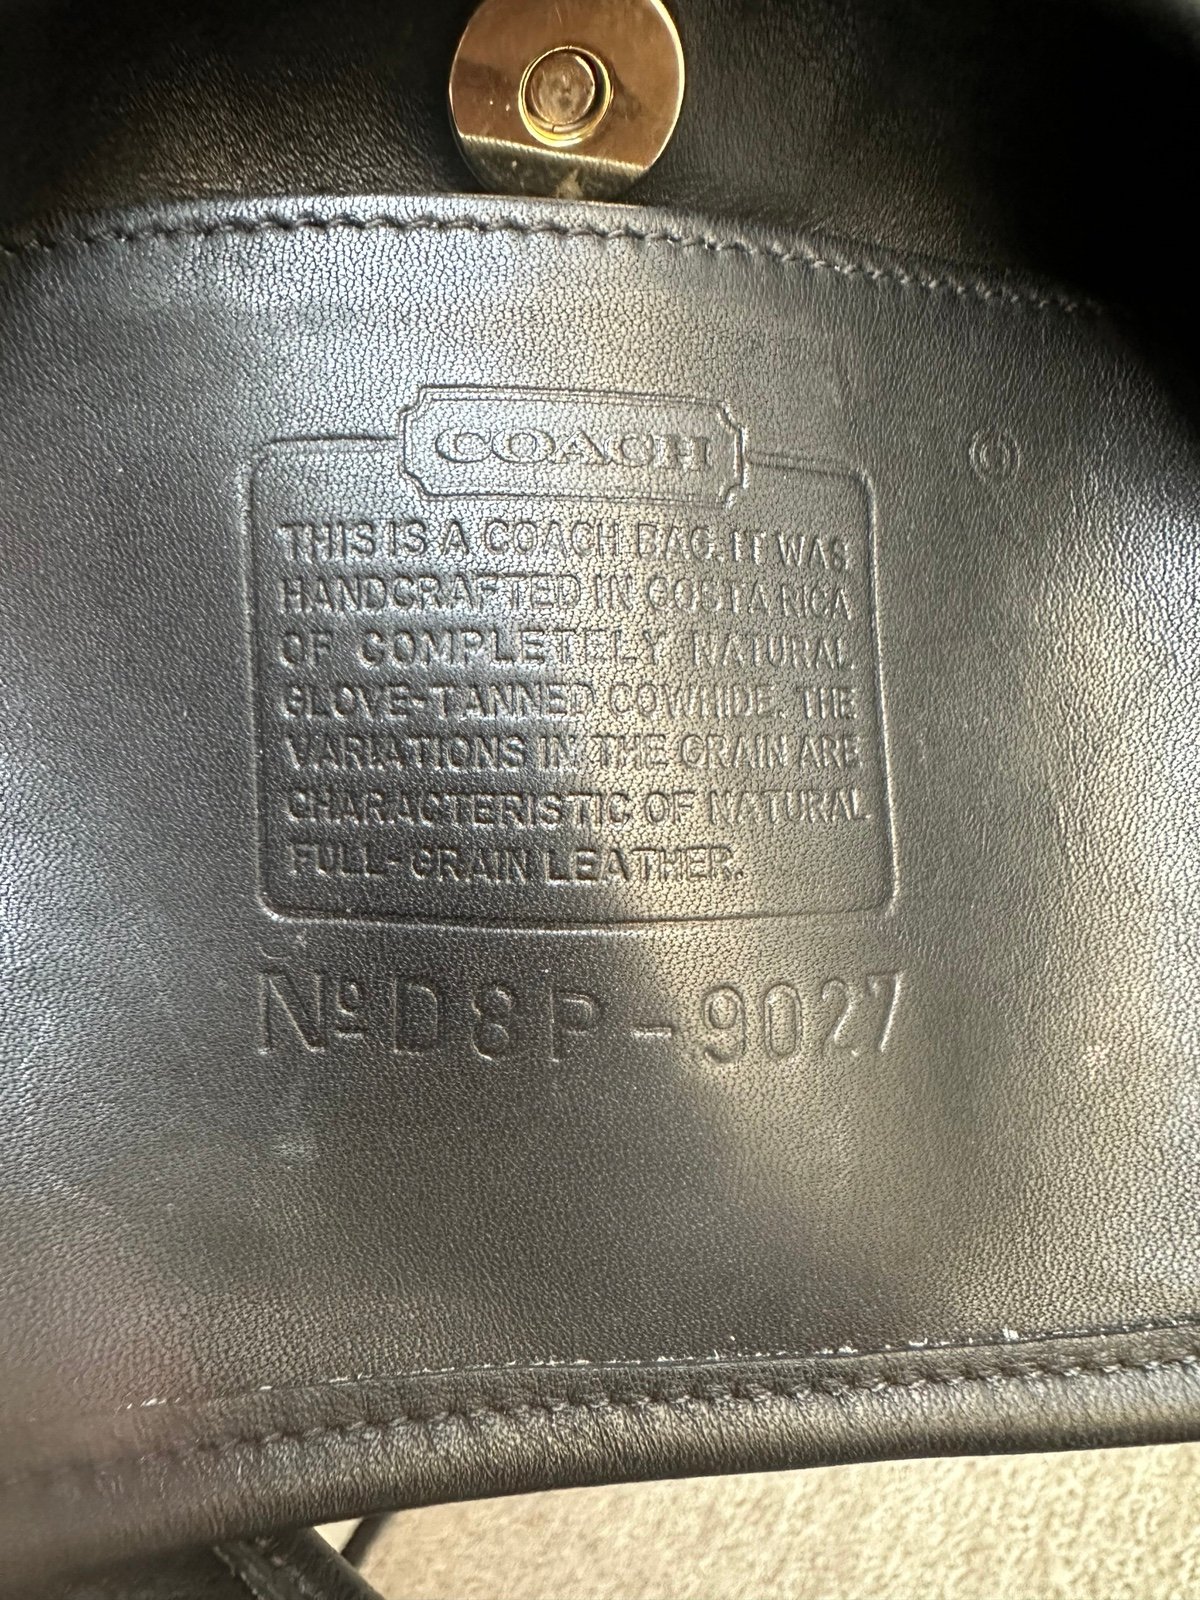 COACH
THIS IS A COACH BAG. IT WAS
HANDCRAFTED IN COSTA RICA
OF COMPLETELY NATURAL
GLOVE-TANNED COWHIDE. THE
VARIATIONS IN THE GRAIN ARE
CHARACTERISTIC OF NATURAL
FULL-GRAIN LEATHER.
Nº D8P-9027